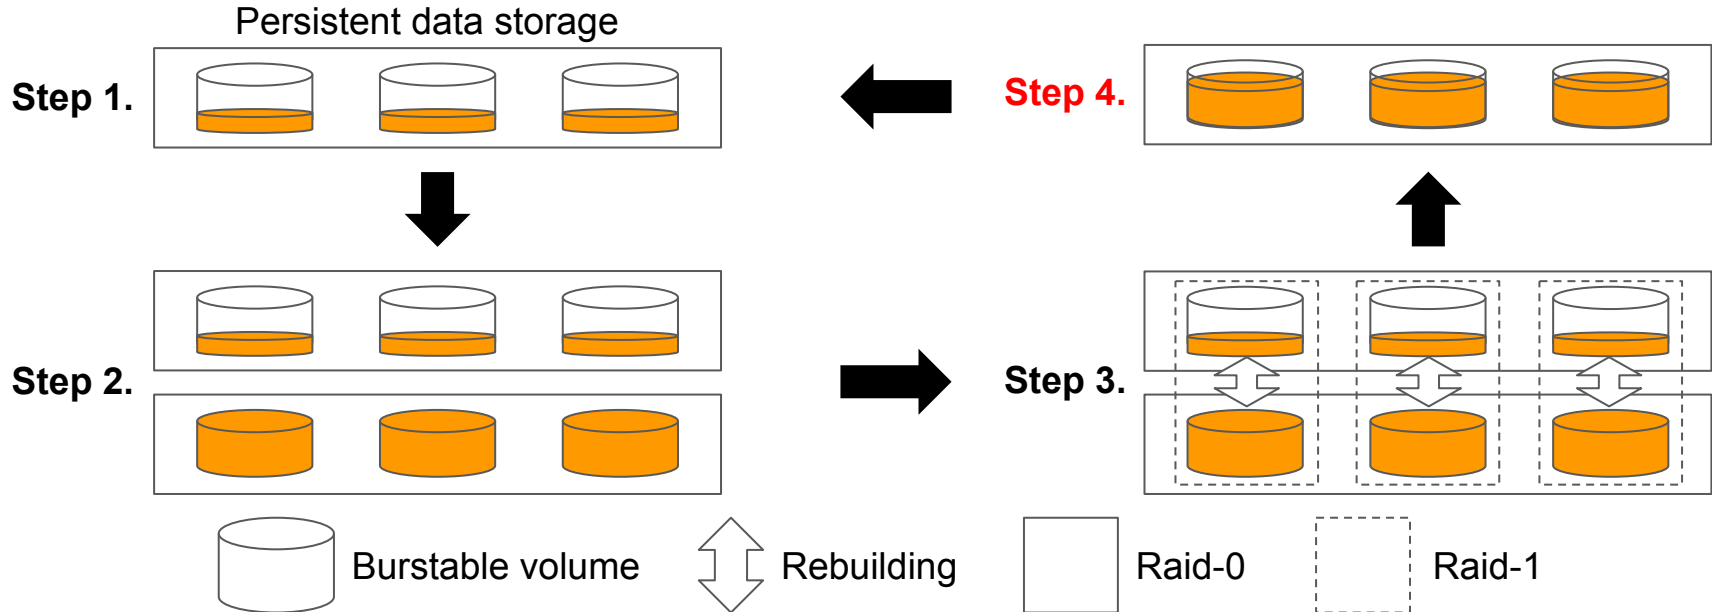 Persistent data storage
Step 1.
Step 4.
Step 2.
Step 3.
Burstable volume
Rebuilding
Raid-0
Raid-1